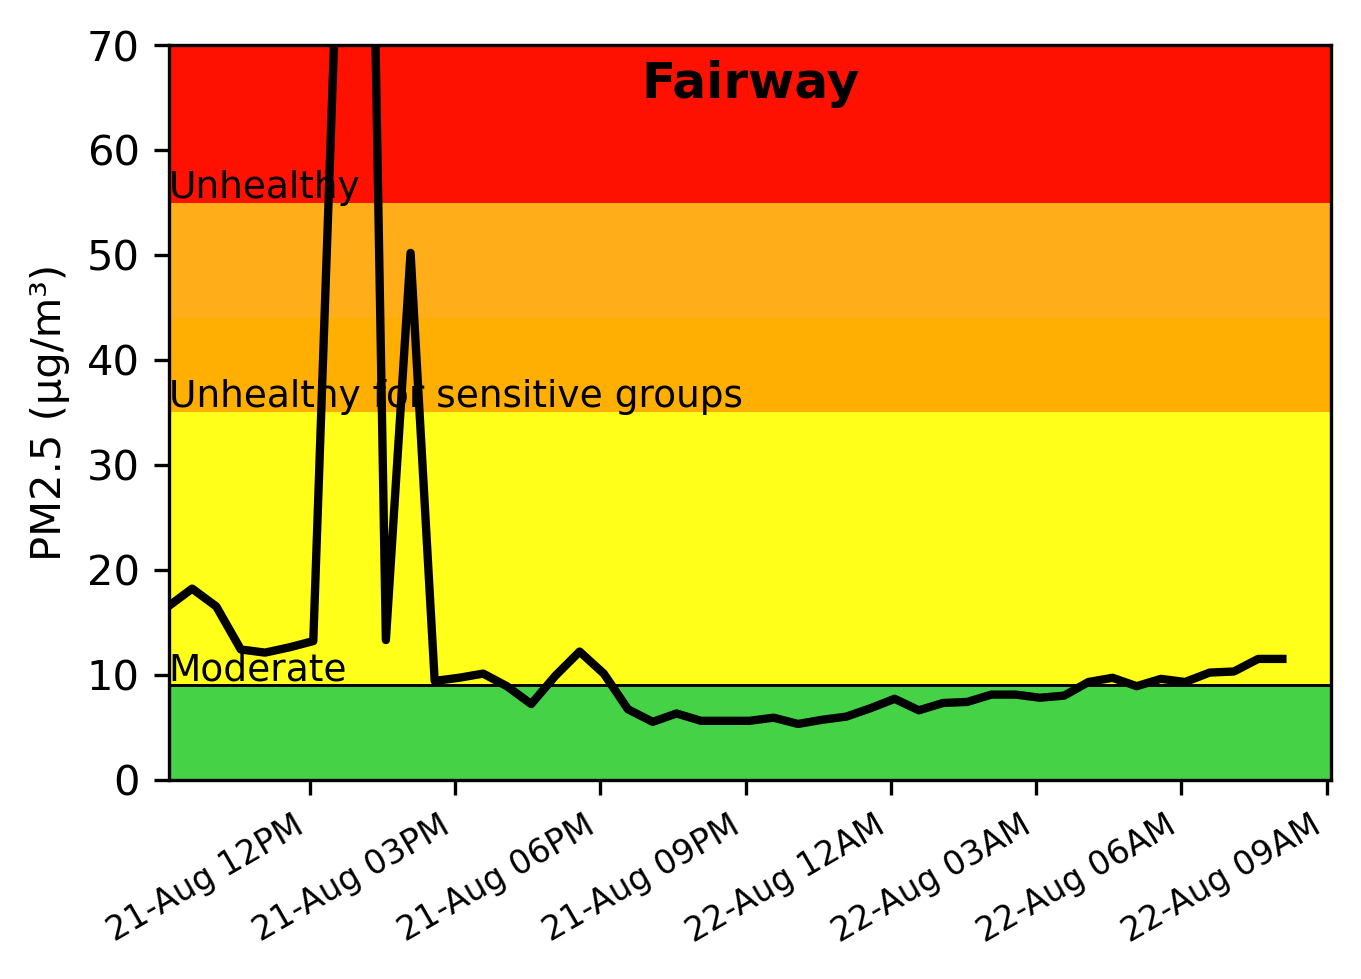 Fairway
PM2.5 (µg/m³)
70
60
50
40
30
20
10
0
Unhealthy
Unhealthy for sensitive groups
Moderate
21-Aug 12PM
21-Aug 03PM
21-Aug 06PM
21-Aug 09PM
22-Aug 12AM
22-Aug 03AM
22-Aug 06AM
22-Aug 09AM